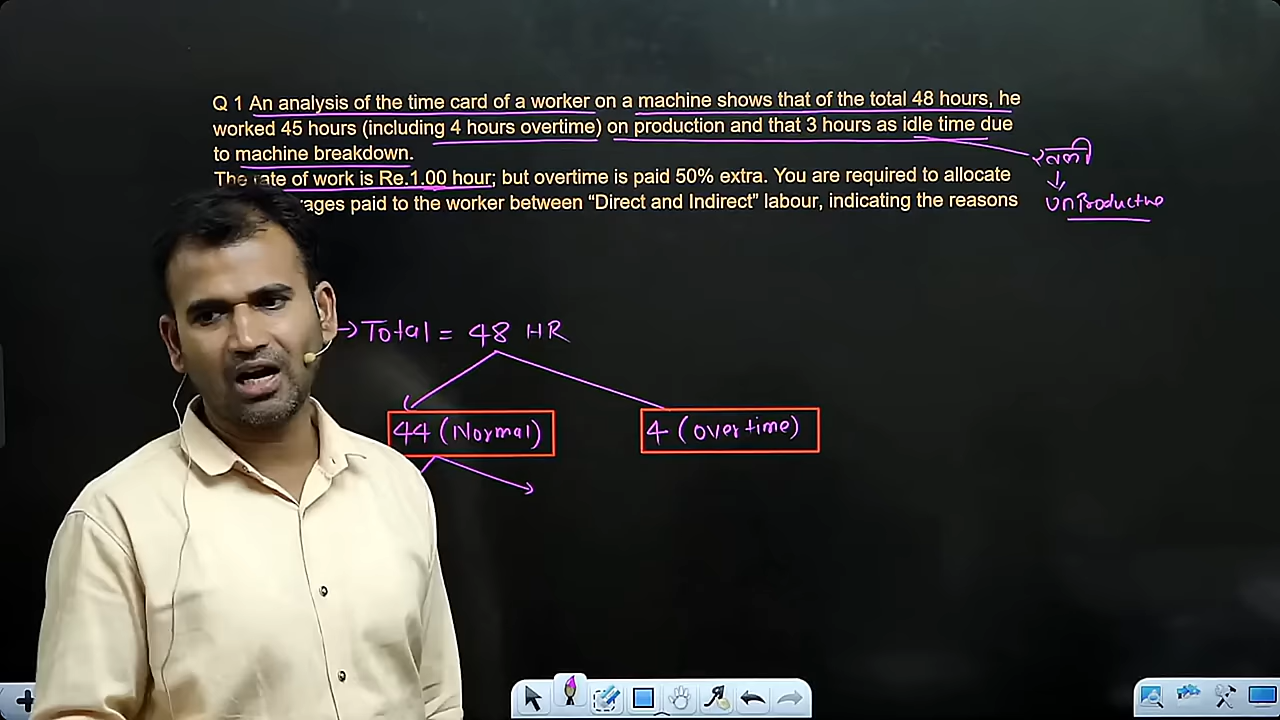 Q 1 An analysis of the time card of a worker on a machine shows that of the total 48 hours, he
worked 45 hours (including 4 hours overtime) on production and that 3 hours as idle time due
to machine breakdown.
The rate of work is Re.1.00 hour; but overtime is paid 50% extra. You are required to allocate
wages paid to the worker between “Direct and Indirect” labour, indicating the reasons
unproductive
→ Total = 48 HR
44 (Normal)
4 (overtime)